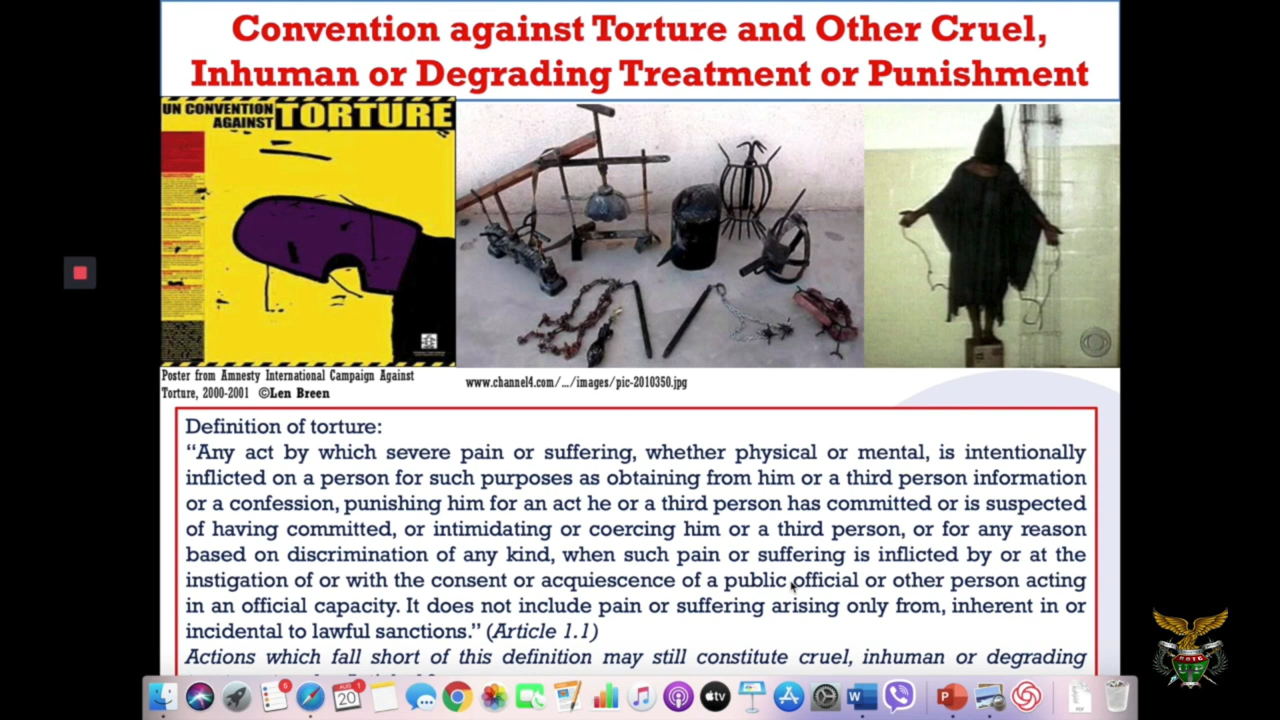 Convention against Torture and Other Cruel,
Inhuman or Degrading Treatment or Punishment
UN CONVENTION
AGAINST TORTURE
Poster from Amnesty International Campaign Against
Torture, 2000-2001 ©Len Breen
www.channel4.com/.../images/pic-2010350.jpg
Definition of torture:
“Any act by which severe pain or suffering, whether physical or mental, is intentionally
inflicted on a person for such purposes as obtaining from him or a third person information
or a confession, punishing him for an act he or a third person has committed or is suspected
of having committed, or intimidating or coercing him or a third person, or for any reason
based on discrimination of any kind, when such pain or suffering is inflicted by or at the
instigation of or with the consent or acquiescence of a public official or other person acting
in an official capacity. It does not include pain or suffering arising only from, inherent in or
incidental to lawful sanctions.” (Article 1.1)
Actions which fall short of this definition may still constitute cruel, inhuman or degrading
6
AUG
20
1
tv
W
P
PDF
ROTC